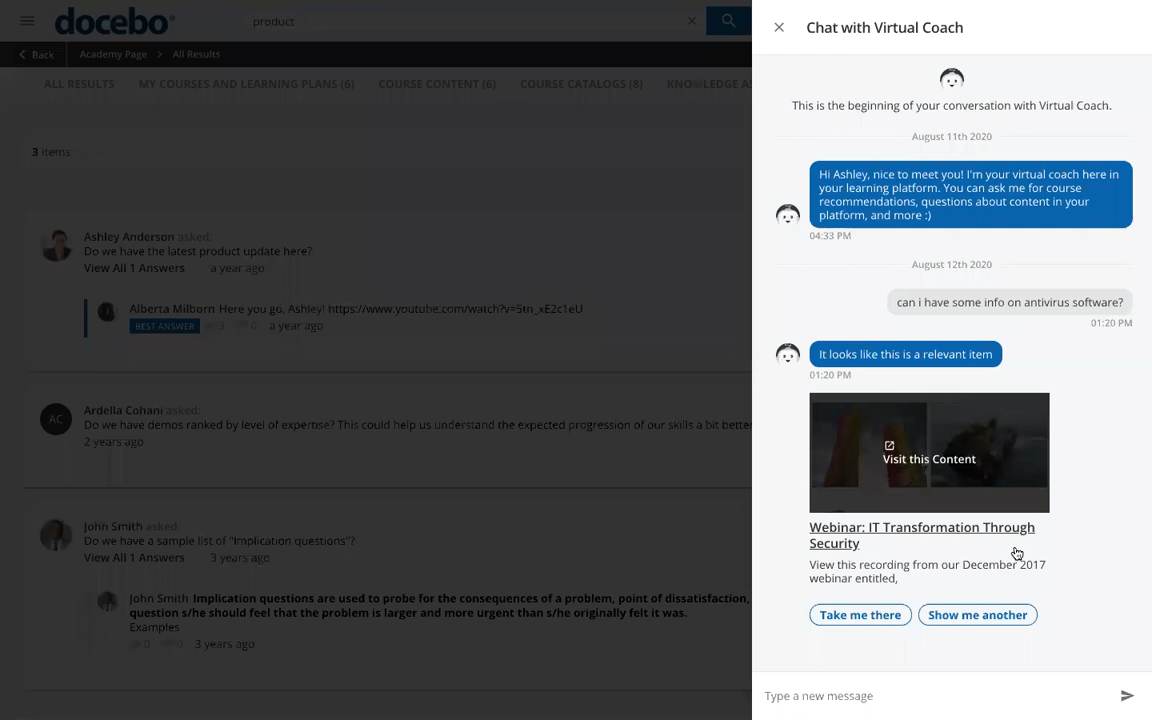 docebo
product
Back
Academy Page > All Results
ALL RESULTS
MY COURSES AND LEARNING PLANS (6)
COURSE CONTENT (6)
COURSE CATALOGS (8)
KNOWLEDGE AS
3 items
Ashley Anderson asked:
Do we have the latest product update here?
View All 1 Answers a year ago
Alberta Milborn Here you go, Ashley! https://www.youtube.com/watch?v=5tn_xE2c1eU
BEST ANSWER 3 0 a year ago
AC
Ardella Cohani asked:
Do we have demos ranked by level of expertise? This could help us understand the expected progression of our skills a bit better
2 years ago
John Smith asked:
Do we have a sample list of "Implication questions"?
View All 1 Answers 3 years ago
John Smith Implication questions are used to probe for the consequences of a problem, point of dissatisfaction,
question s/he should feel that the problem is larger and more urgent than s/he originally felt it was.
Examples
0 0 3 years ago
Chat with Virtual Coach
This is the beginning of your conversation with Virtual Coach.
August 11th 2020
Hi Ashley, nice to meet you! I'm your virtual coach here in
your learning platform. You can ask me for course
recommendations, questions about content in your
platform, and more :)
04:33 PM
August 12th 2020
can i have some info on antivirus software?
01:20 PM
It looks like this is a relevant item
01:20 PM
Visit this Content
Webinar: IT Transformation Through
Security
View this recording from our December 2017
webinar entitled,
Take me there
Show me another
Type a new message